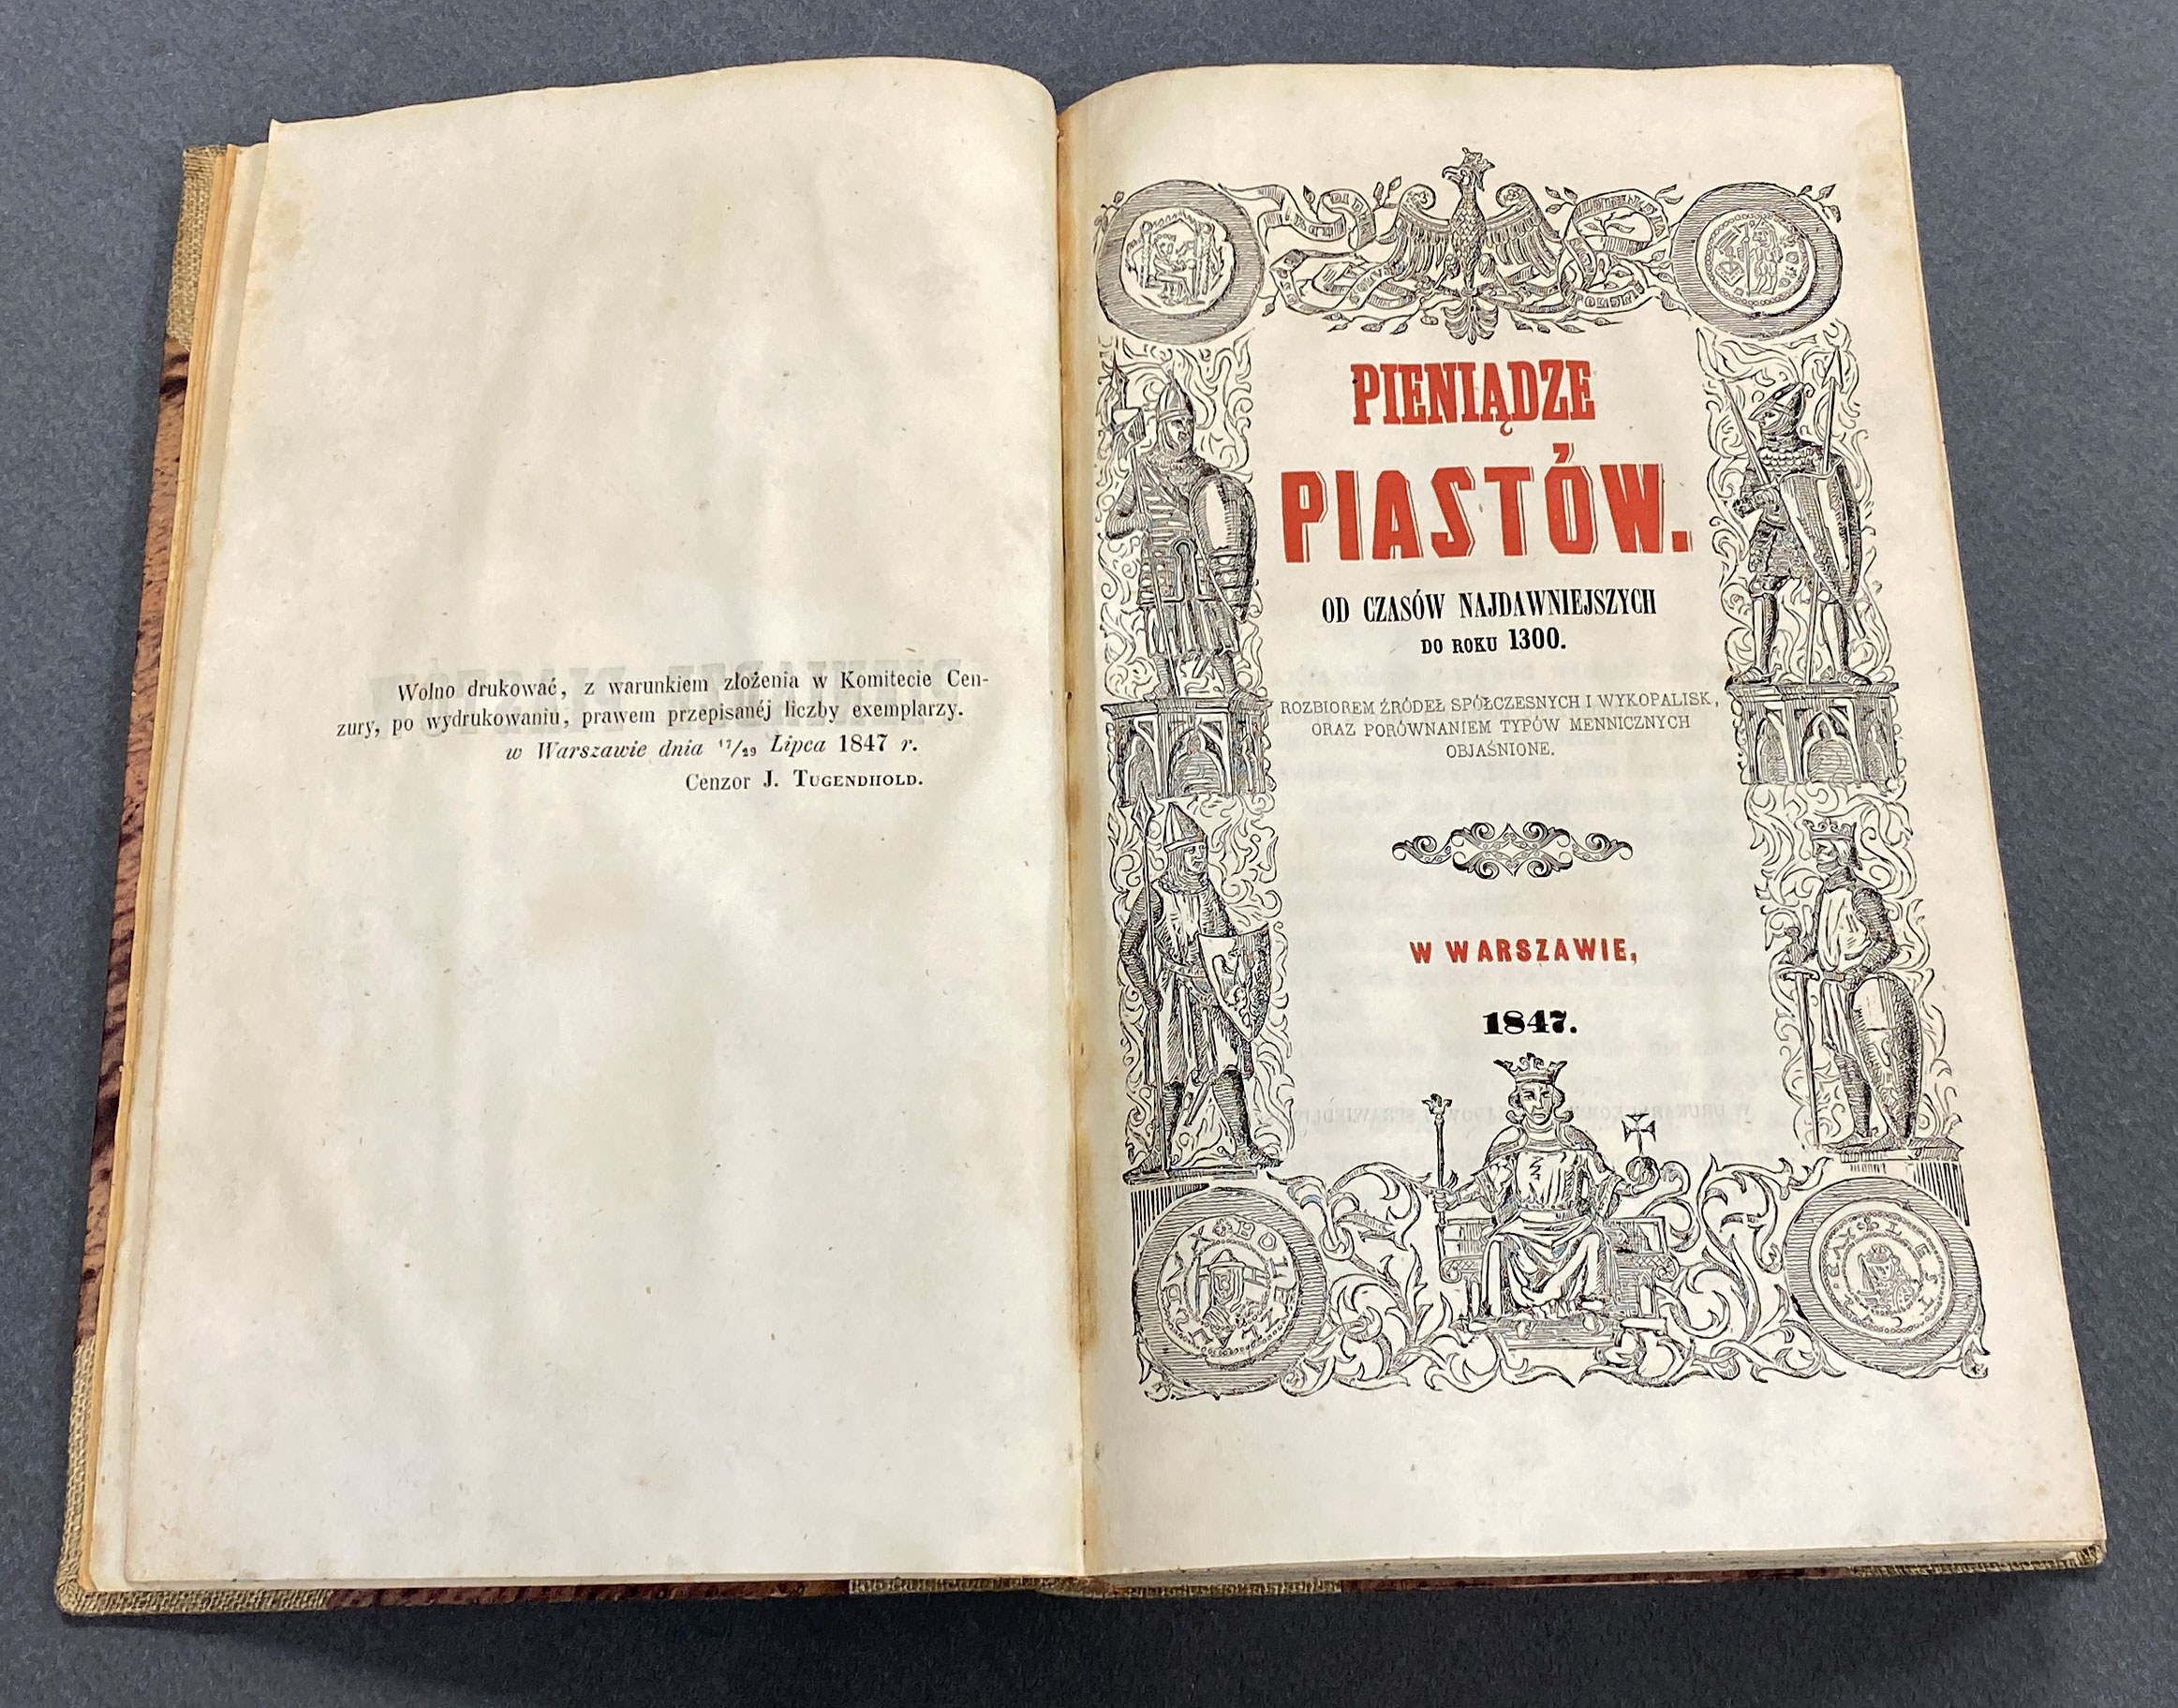 Wolno drukować, z warunkiem złożenia w Komitecie Cen-
zury, po wydrukowaniu, prawem przepisanéj liczby exemplarzy.
w Warszawie dnia 17/29 Lipca 1847 r.
Cenzor J. TUGENDHOLD.
PIENIĄDZE
PIASTÓW.
OD CZASÓW NAJDAWNIEJSZYCH
DO ROKU 1300.
ROZBIOREM ŹRÓDEŁ SPÓŁCZESNYCH I WYKOPALISK,
ORAZ PORÓWNANIEM TYPÓW MENNICZNYCH
OBJAŚNIONE.
W WARSZAWIE,
1847.